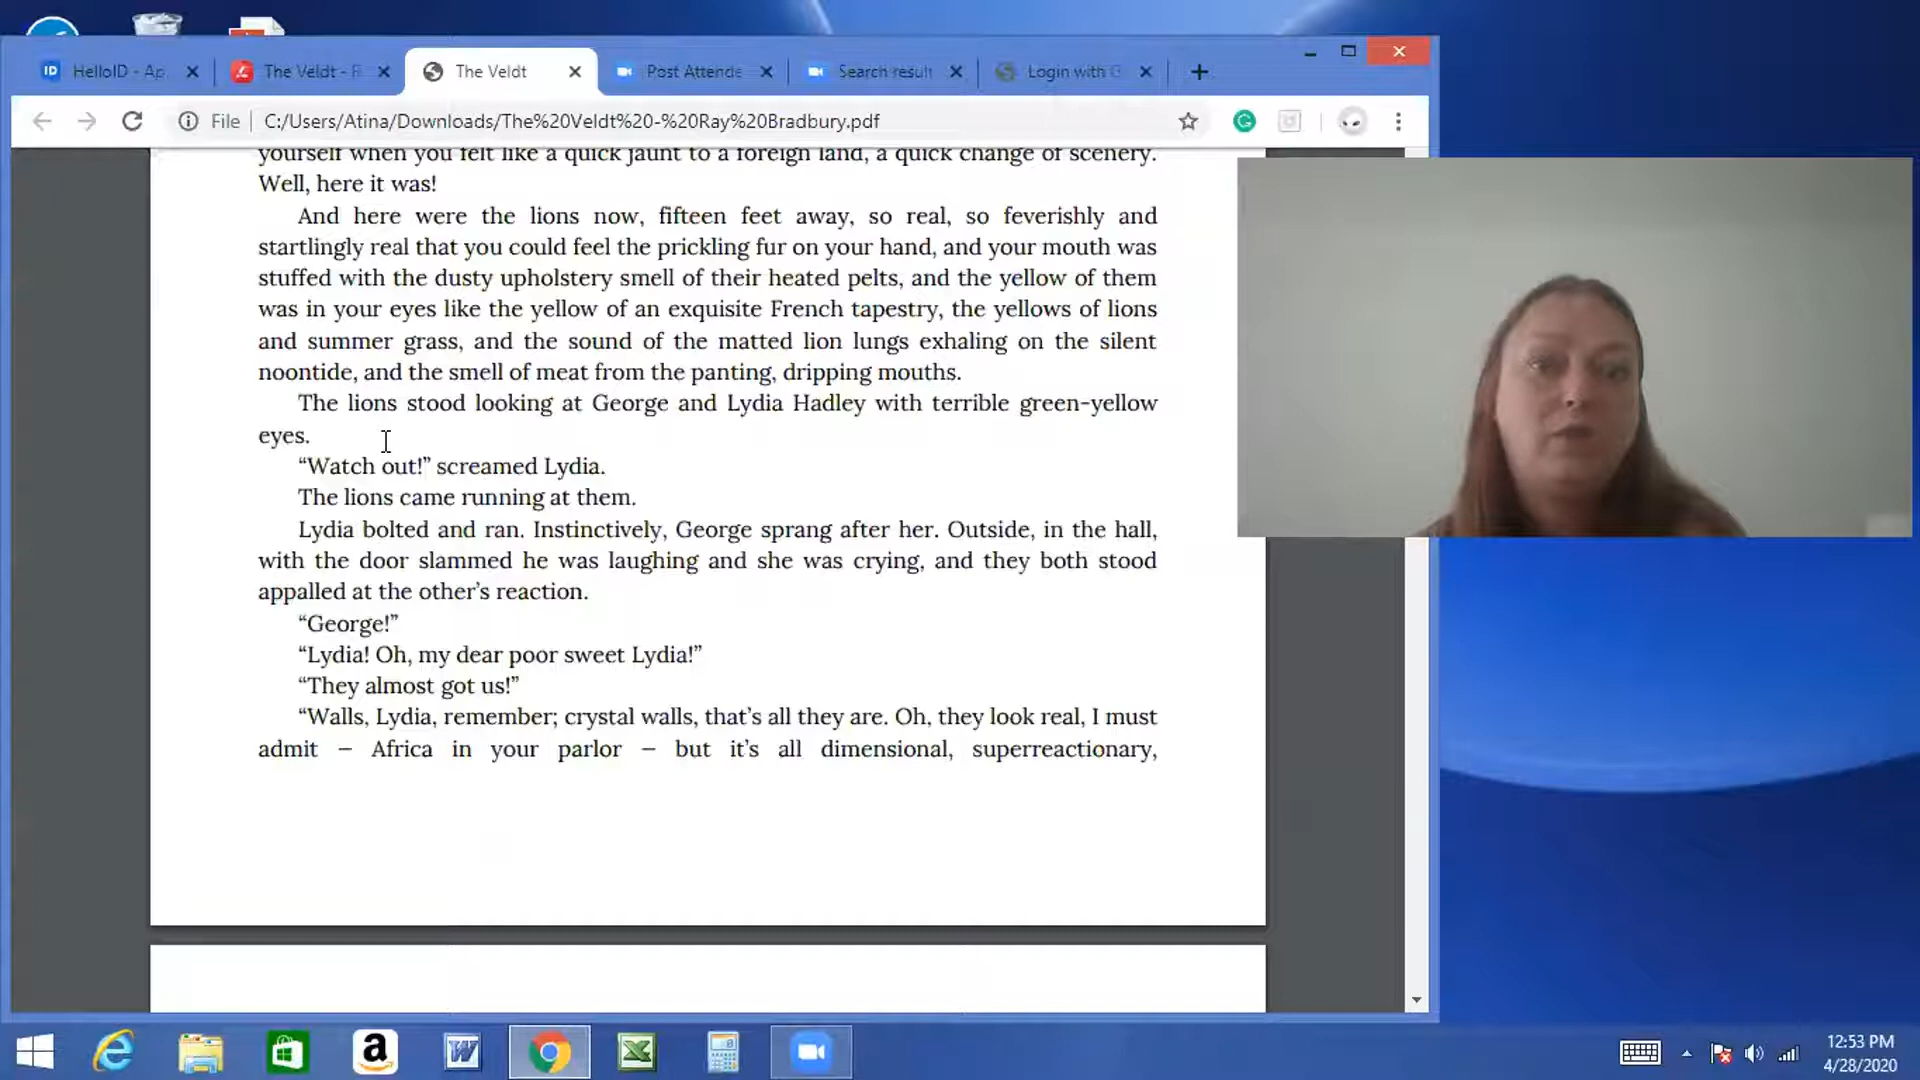 HelloID - Ap
The Veldt - R
The Veldt
Post Attende
Search result
Login with G
File
C:/Users/Atina/Downloads/The%20Veldt%20-%20Ray%20Bradbury.pdf
yourself when you felt like a quick jaunt to a foreign land, a quick change of scenery.
Well, here it was!
And here were the lions now, fifteen feet away, so real, so feverishly and
startlingly real that you could feel the prickling fur on your hand, and your mouth was
stuffed with the dusty upholstery smell of their heated pelts, and the yellow of them
was in your eyes like the yellow of an exquisite French tapestry, the yellows of lions
and summer grass, and the sound of the matted lion lungs exhaling on the silent
noontide, and the smell of meat from the panting, dripping mouths.
The lions stood looking at George and Lydia Hadley with terrible green-yellow
eyes.
“Watch out!” screamed Lydia.
The lions came running at them.
Lydia bolted and ran. Instinctively, George sprang after her. Outside, in the hall,
with the door slammed he was laughing and she was crying, and they both stood
appalled at the other’s reaction.
“George!”
“Lydia! Oh, my dear poor sweet Lydia!”
“They almost got us!”
“Walls, Lydia, remember; crystal walls, that’s all they are. Oh, they look real, I must
admit – Africa in your parlor – but it’s all dimensional, superreactionary,
12:53 PM
4/28/2020